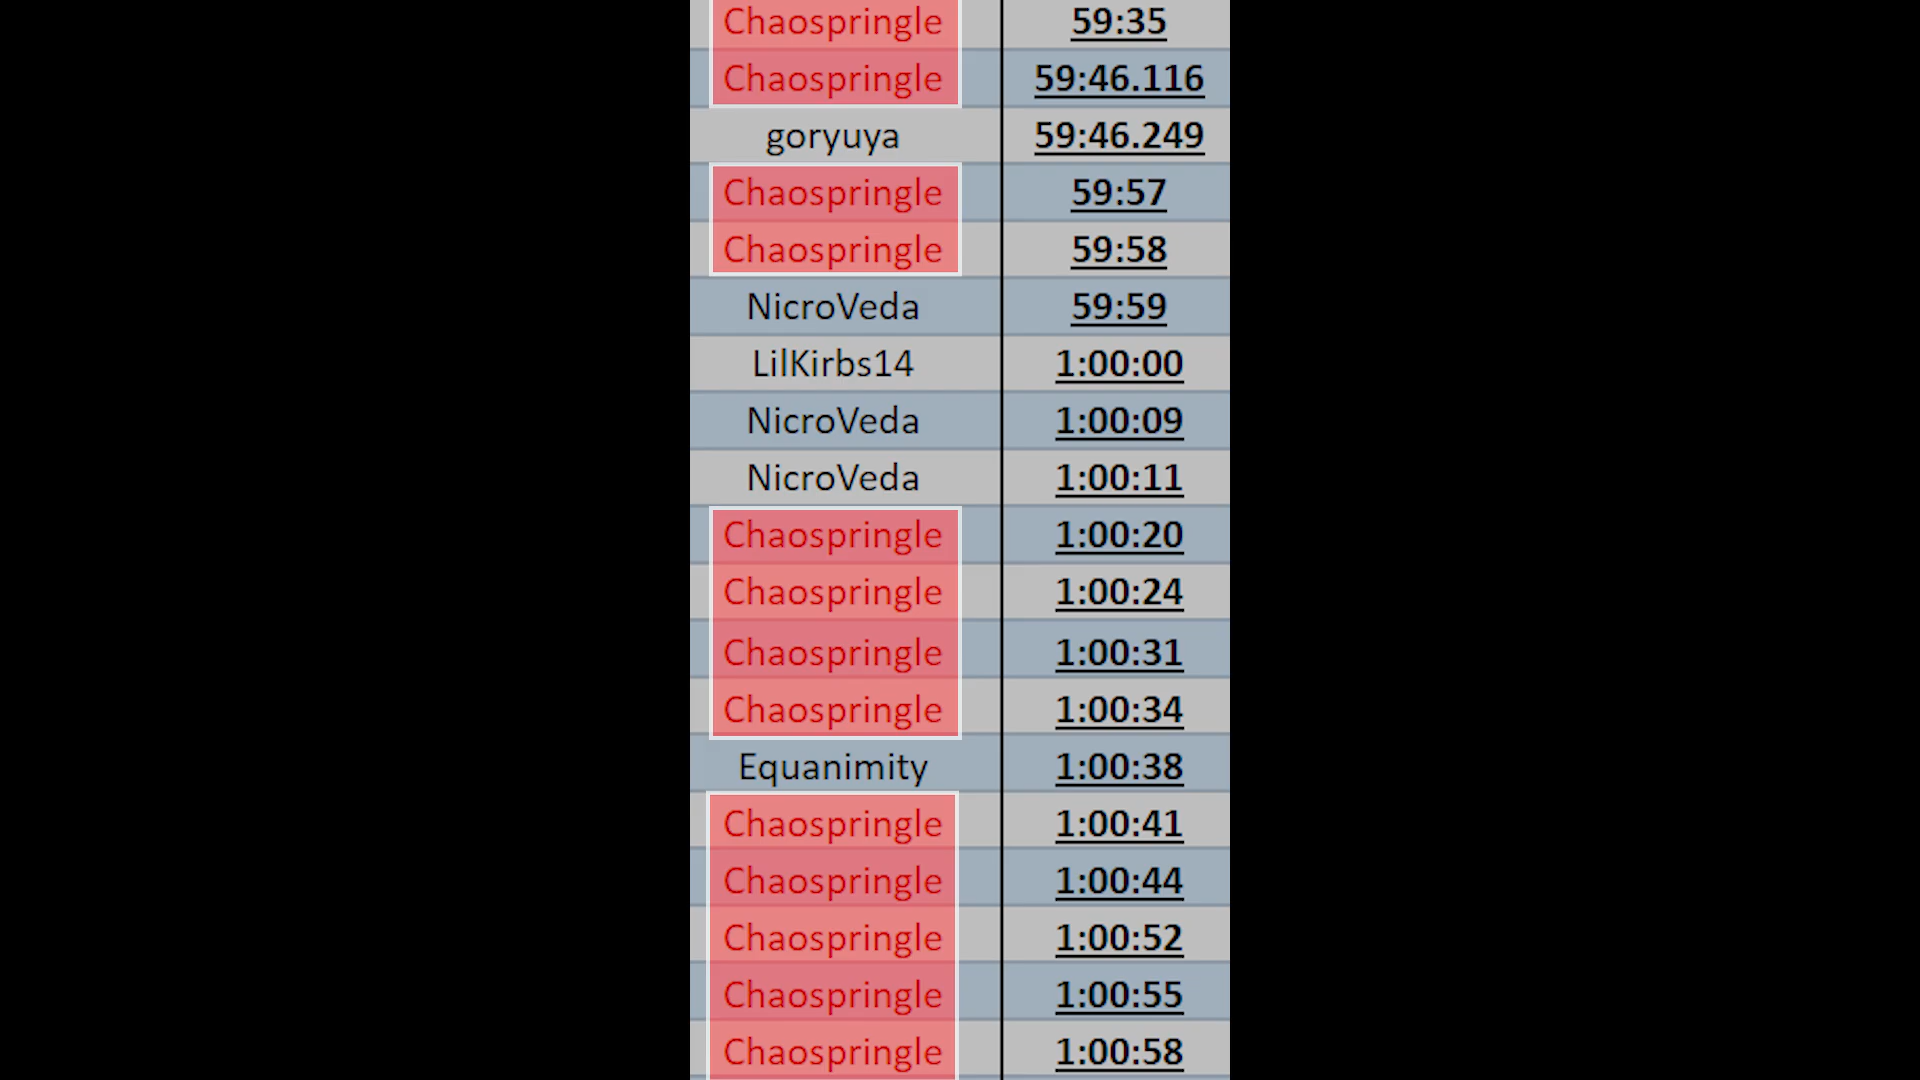 Chaospringle 59:35
Chaospringle 59:46.116
goryuya 59:46.249
Chaospringle 59:57
Chaospringle 59:58
NicroVeda 59:59
LilKirbs14 1:00:00
NicroVeda 1:00:09
NicroVeda 1:00:11
Chaospringle 1:00:20
Chaospringle 1:00:24
Chaospringle 1:00:31
Chaospringle 1:00:34
Equanimity 1:00:38
Chaospringle 1:00:41
Chaospringle 1:00:44
Chaospringle 1:00:52
Chaospringle 1:00:55
Chaospringle 1:00:58